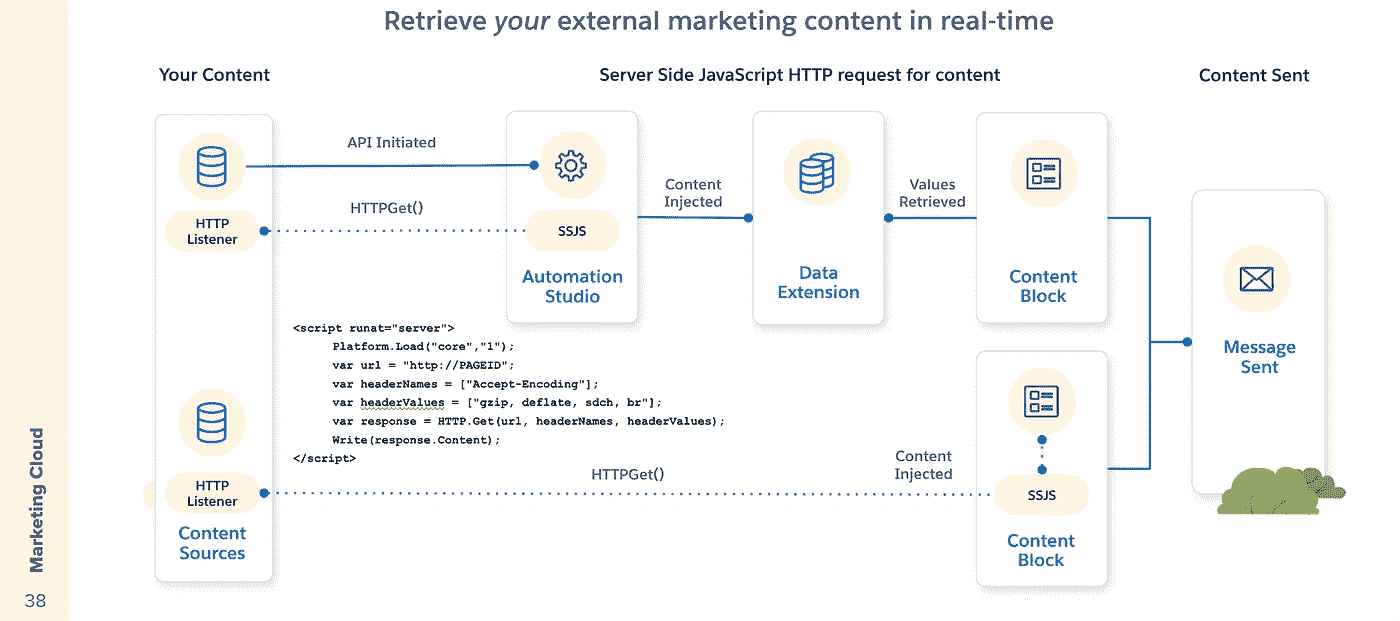 Retrieve your external marketing content in real-time
Your Content
Server Side JavaScript HTTP request for content
Content Sent
API Initiated
HTTPGet()
HTTP
Listener
SSJS
Automation
Studio
Content
Injected
Data
Extension
Values
Retrieved
Content
Block
Message
Sent
<script runat="server">
Platform.Load("core","1");
var url = "http://PAGEID";
var headerNames = ["Accept-Encoding"];
var headerValues = ["gzip, deflate, sdch, br"];
var response = HTTP.Get(url, headerNames, headerValues);
Write(response.Content);
</script>
HTTPGet()
Content
Injected
HTTP
Listener
Content
Sources
SSJS
Content
Block
Marketing Cloud
38